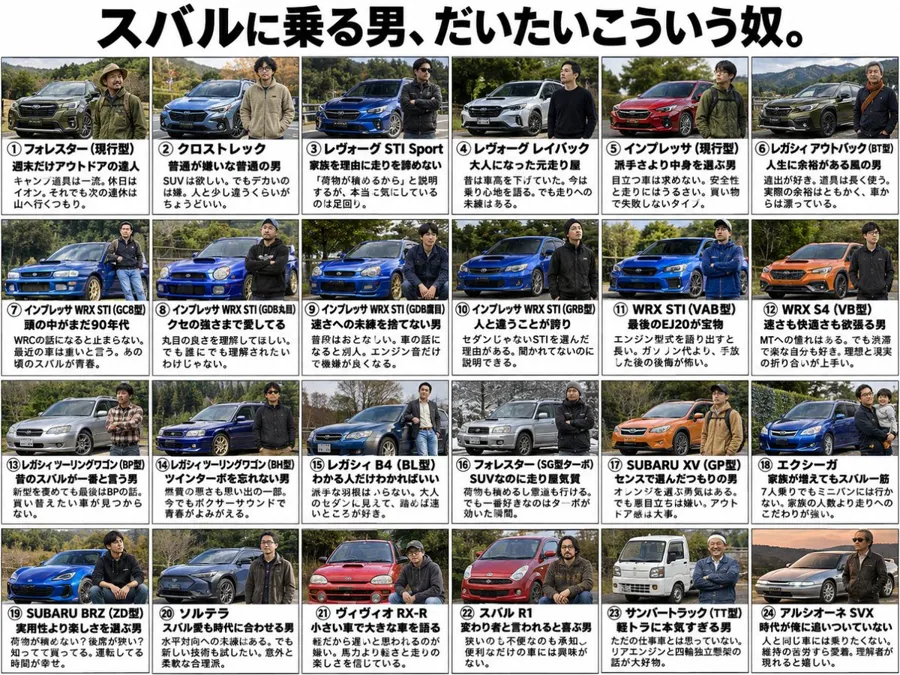 スバルに乗る男、だいたいこういう奴。
① フォレスター（現行型）
週末だけアウトドアの達人
キャンプ道具は一流。休日は
イオン。それでも次の連休は
山へ行くつもり。
② クロストレック
普通が嫌いな普通の男
SUVは欲しい。でもデカいの
は嫌。人と少し違うくらいが
ちょうどいい。
③ レヴォーグ STI Sport
家族を理由に走りを諦めない
「荷物が積めるから」と説明
するが、本当に気にしている
のは足回り。
④ レヴォーグ レイバック
大人になった元走り屋
昔は車高を下げていた。今は
乗り心地を語る。でも走りへの
未練はある。
⑤ インプレッサ（現行型）
派手さより中身を選ぶ男
目立つ車は求めない。安全性
と走りにはうるさい。買い物
で失敗しないタイプ。
⑥ レガシィ アウトバック（BT型）
人生に余裕がある風の男
遠出が好き。道具は長く使う。
実際の余裕はともかく、車か
らは漂っている。
⑦ インプレッサ WRX STI（GC8型）
頭の中がまだ90年代
WRCの話になると止まらない。
最近の車は重いと言う。あの
頃のスバルが青春。
⑧ インプレッサ WRX STI（GDB丸目）
クセの強さまで愛してる
丸目の良さを理解してほしい。
でも誰にでも理解されたい
わけじゃない。
⑨ インプレッサ WRX STI（GDB鷹目）
速さへの未練を捨てない男
普段はおとなしい。車の話に
なると別人。エンジン音だけ
で機嫌が良くなる。
⑩ インプレッサ WRX STI（GRB型）
人と違うことが誇り
セダンじゃないSTIを選んだ
理由がある。聞かれてないのに
説明できる。
⑪ WRX STI（VAB型）
最後のEJ20が宝物
エンジン型式を語り出すと
長い。ガソリン代より、手放
した後の後悔が怖い。
⑫ WRX S4（VB型）
速さも快適さも欲張る男
MTへの憧れはある。でも渋滞
で楽な自分も好き。理想と現実
の折り合いが上手い。
⑬ レガシィ ツーリングワゴン（BP型）
昔のスバルが一番と言う男
新型を褒めても最後はBPの話。
買い替えたい車が見つから
ない。
⑭ レガシィ ツーリングワゴン（BH型）
ツインターボを忘れない男
燃費の悪さも思い出の一部。
今でもボクサーサウンドで
青春がよみがえる。
⑮ レガシィ B4（BL型）
わかる人だけわかればいい
派手な羽根はいらない。大人
のセダンに見えて、踏めば速
いところが好き。
⑯ フォレスター（SG型ターボ）
SUVなのに走り屋気質
荷物も積めるし雪道も行ける。
でも一番好きなのはターボが
効いた瞬間。
⑰ SUBARU XV（GP型）
センスで選んだつもりの男
オレンジを選ぶ勇気はある。
でも悪目立ちは嫌い。アウト
ドア感は大事。
⑱ エクシーガ
家族が増えてもスバル一筋
7人乗りでもミニバンには行か
ない。家族の人数より走りへの
こだわりが強い。
⑲ SUBARU BRZ（ZD型）
実用性より楽しさを選ぶ男
荷物が積めない？後席が狭い？
知ってて買ってる。運転してる
時間が幸せ。
⑳ ソルテラ
スバル愛も時代に合わせる男
水平対向への未練はある。でも
新しい技術も試したい。意外と
柔軟な合理派。
㉑ ヴィヴィオ RX-R
小さい車で大きな車を語る
軽だから遅いと思われるのが
嫌い。馬力より軽さと走りの
楽しさを信じている。
㉒ スバル R1
変わり者と言われると喜ぶ男
狭いのも不便なのも承知。
便利なだけの車には興味が
ない。
㉓ サンバートラック（TT型）
軽トラに本気すぎる男
ただの仕事車とは思っていない。
リアエンジンと四輪独立懸架の
話が大好物。
㉔ アルシオーネ SVX
時代が俺に追いついていない
人と同じ車には乗りたくない。
維持の苦労すら愛着。理解者が
現れると嬉しい。